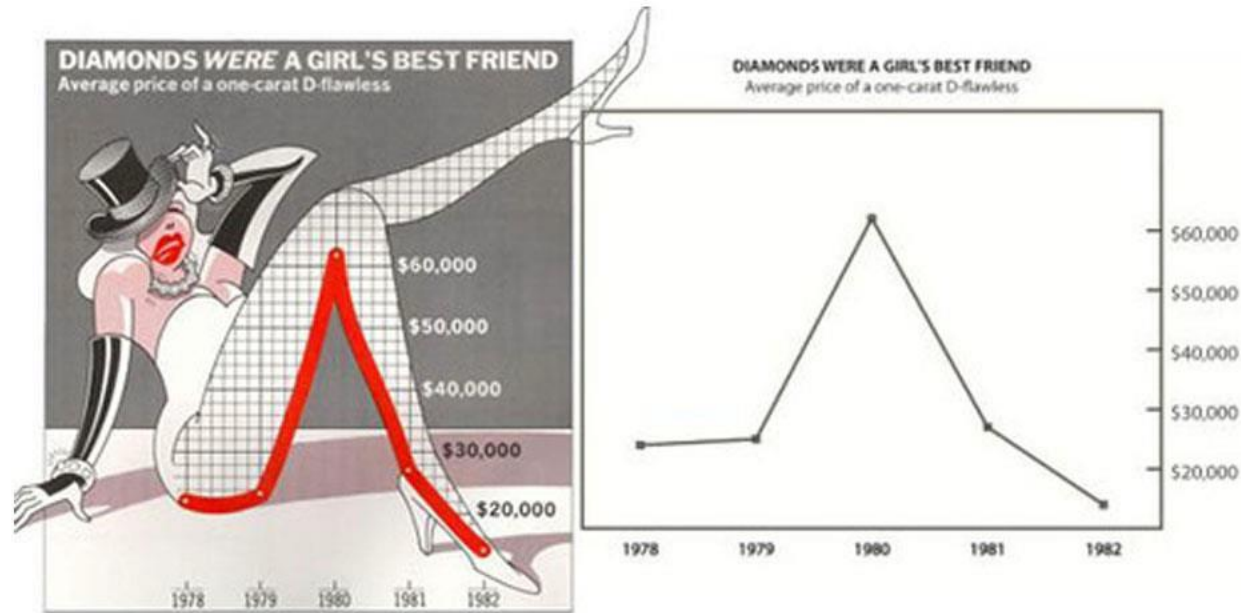 DIAMONDS WERE A GIRL'S BEST FRIEND
Average price of a one-carat D-flawless
$60,000
$50,000
$40,000
$30,000
$20,000
1978 1979 1980 1981 1982
DIAMONDS WERE A GIRL'S BEST FRIEND
Average price of a one-carat D-flawless
$60,000
$50,000
$40,000
$30,000
$20,000
1978 1979 1980 1981 1982